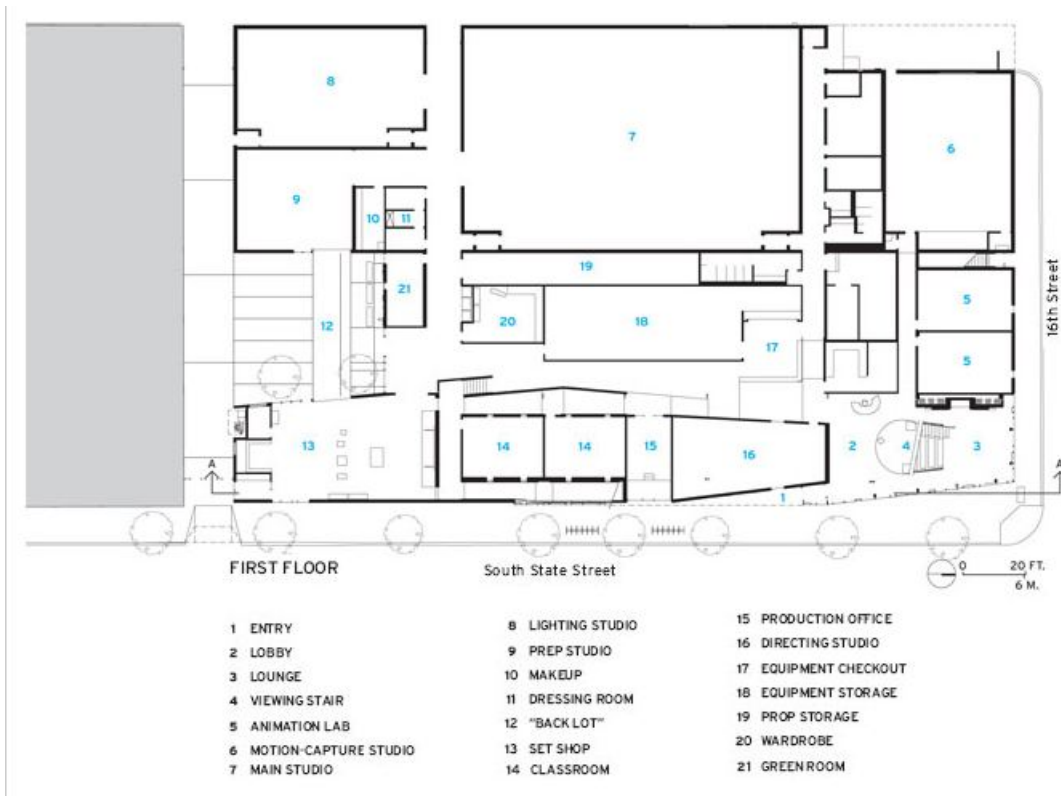 8
7
6
9
10
11
19
21
5
20
18
12
17
5
13
14
14
15
16
2
4
3
A
A
1
16th Street
FIRST FLOOR
South State Street
0 20 FT.
6 M.
1 ENTRY
2 LOBBY
3 LOUNGE
4 VIEWING STAIR
5 ANIMATION LAB
6 MOTION-CAPTURE STUDIO
7 MAIN STUDIO
8 LIGHTING STUDIO
9 PREP STUDIO
10 MAKEUP
11 DRESSING ROOM
12 "BACK LOT"
13 SET SHOP
14 CLASSROOM
15 PRODUCTION OFFICE
16 DIRECTING STUDIO
17 EQUIPMENT CHECKOUT
18 EQUIPMENT STORAGE
19 PROP STORAGE
20 WARDROBE
21 GREEN ROOM